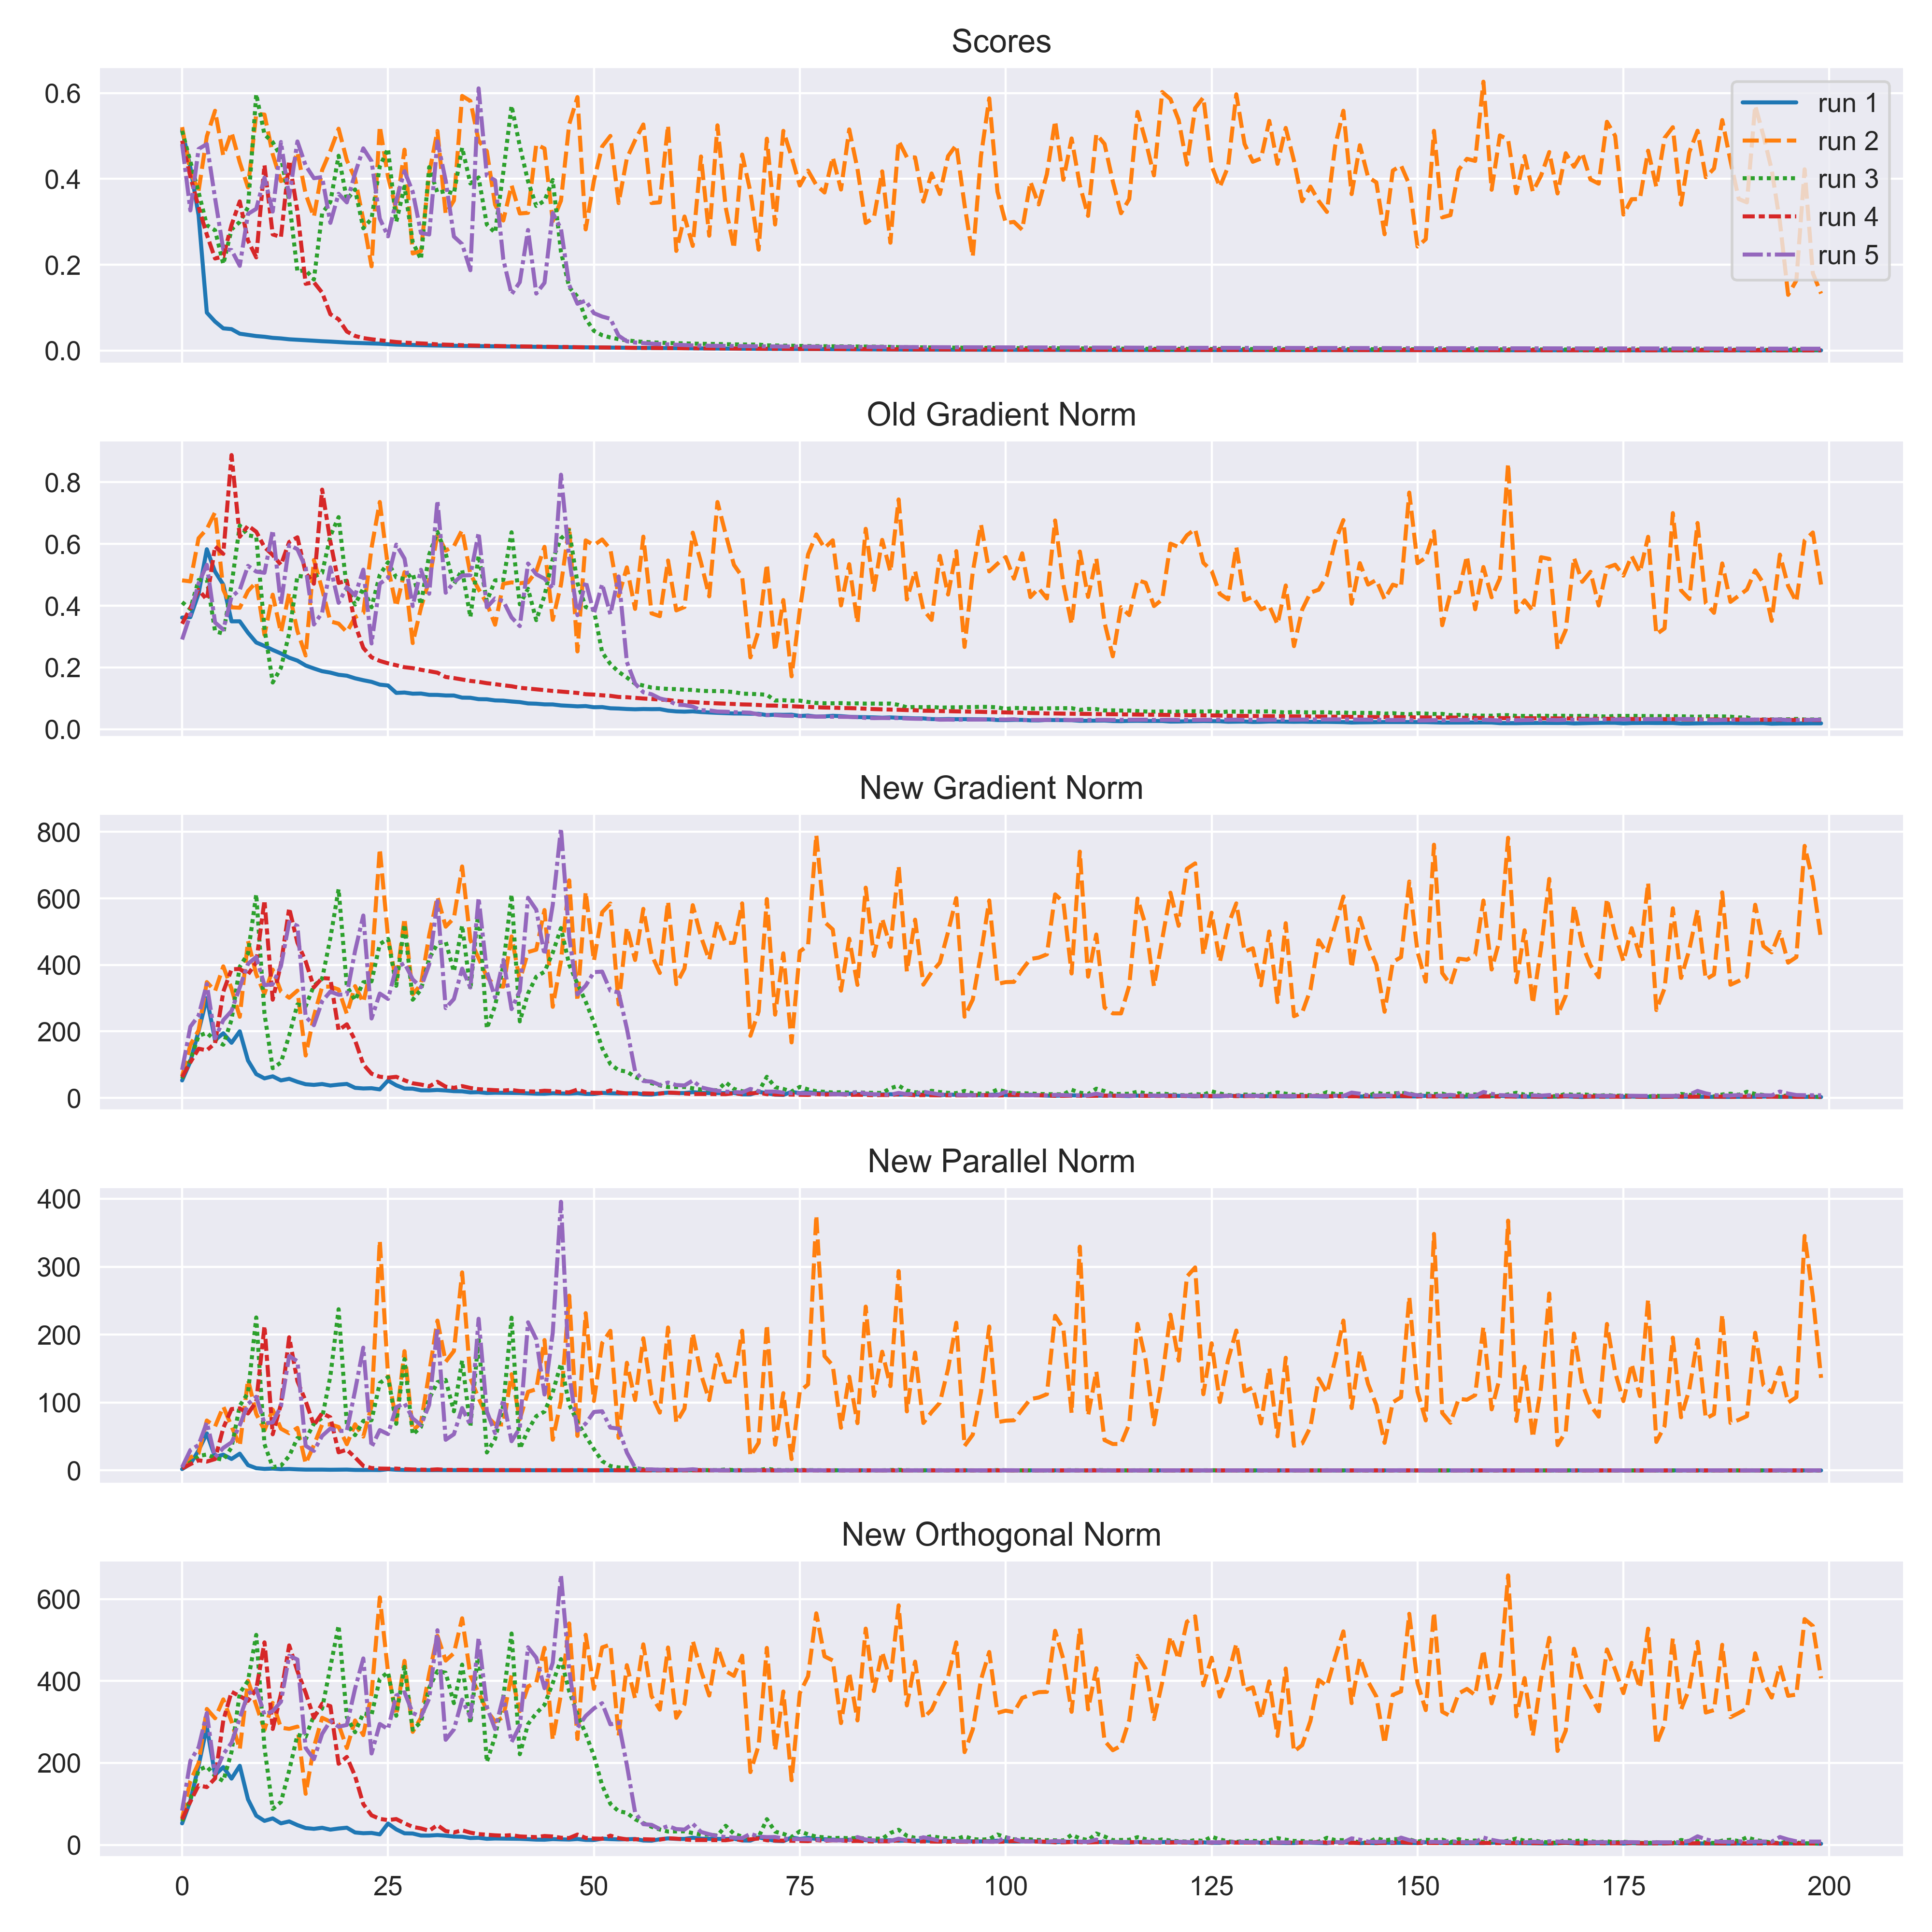 Scores
0.6
0.4
0.2
0.0
run 1
run 2
run 3
run 4
run 5
Old Gradient Norm
0.8
0.6
0.4
0.2
0.0
New Gradient Norm
800
600
400
200
0
New Parallel Norm
400
300
200
100
0
New Orthogonal Norm
600
400
200
0
0 25 50 75 100 125 150 175 200